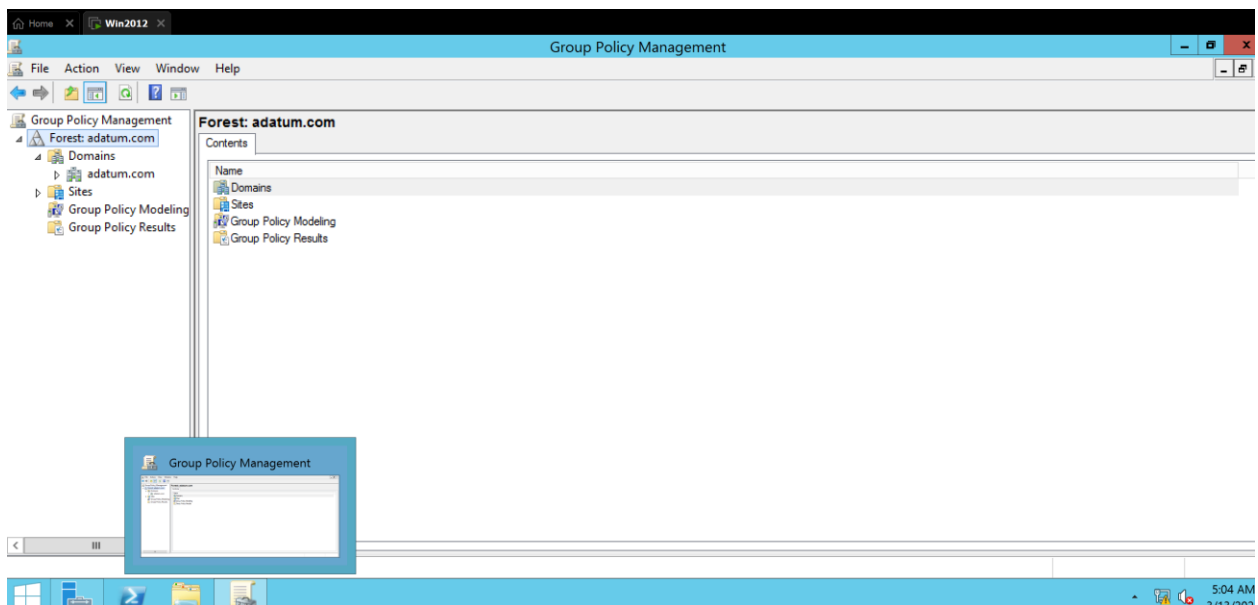 Home
Win2012
Group Policy Management
File Action View Window Help
Group Policy Management
Forest: adatum.com
Domains
adatum.com
Sites
Group Policy Modeling
Group Policy Results
Forest: adatum.com
Contents
Name
Domains
Sites
Group Policy Modeling
Group Policy Results
Group Policy Management
5:04 AM